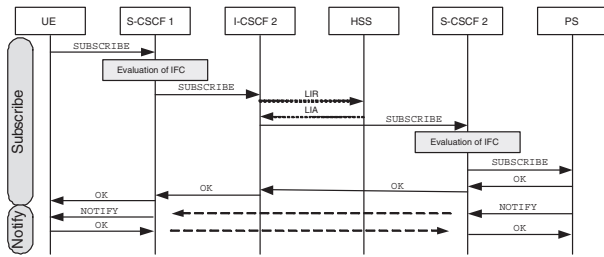 UE S-CSCF 1 I-CSCF 2 HSS S-CSCF 2 PS
SUBSCRIBE
Evaluation of IFC
SUBSCRIBE
LIR
LIA
SUBSCRIBE
Evaluation of IFC
SUBSCRIBE
OK OK OK OK
NOTIFY NOTIFY
OK OK
Subscribe
Notify